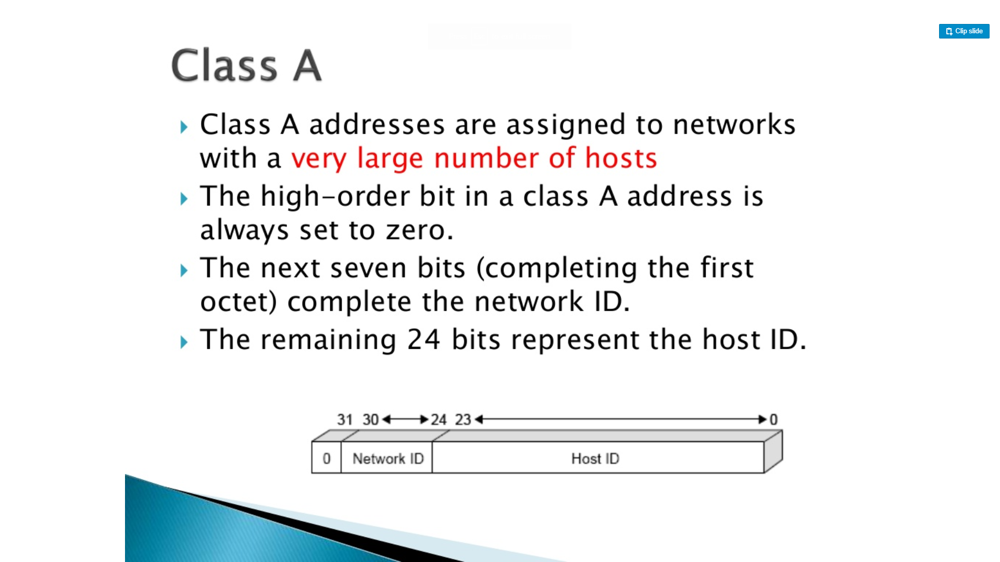 Clip slide
Class A
Class A addresses are assigned to networks
with a very large number of hosts
The high-order bit in a class A address is
always set to zero.
The next seven bits (completing the first
octet) complete the network ID.
The remaining 24 bits represent the host ID.
31 30 24 23 0
0 Network ID Host ID